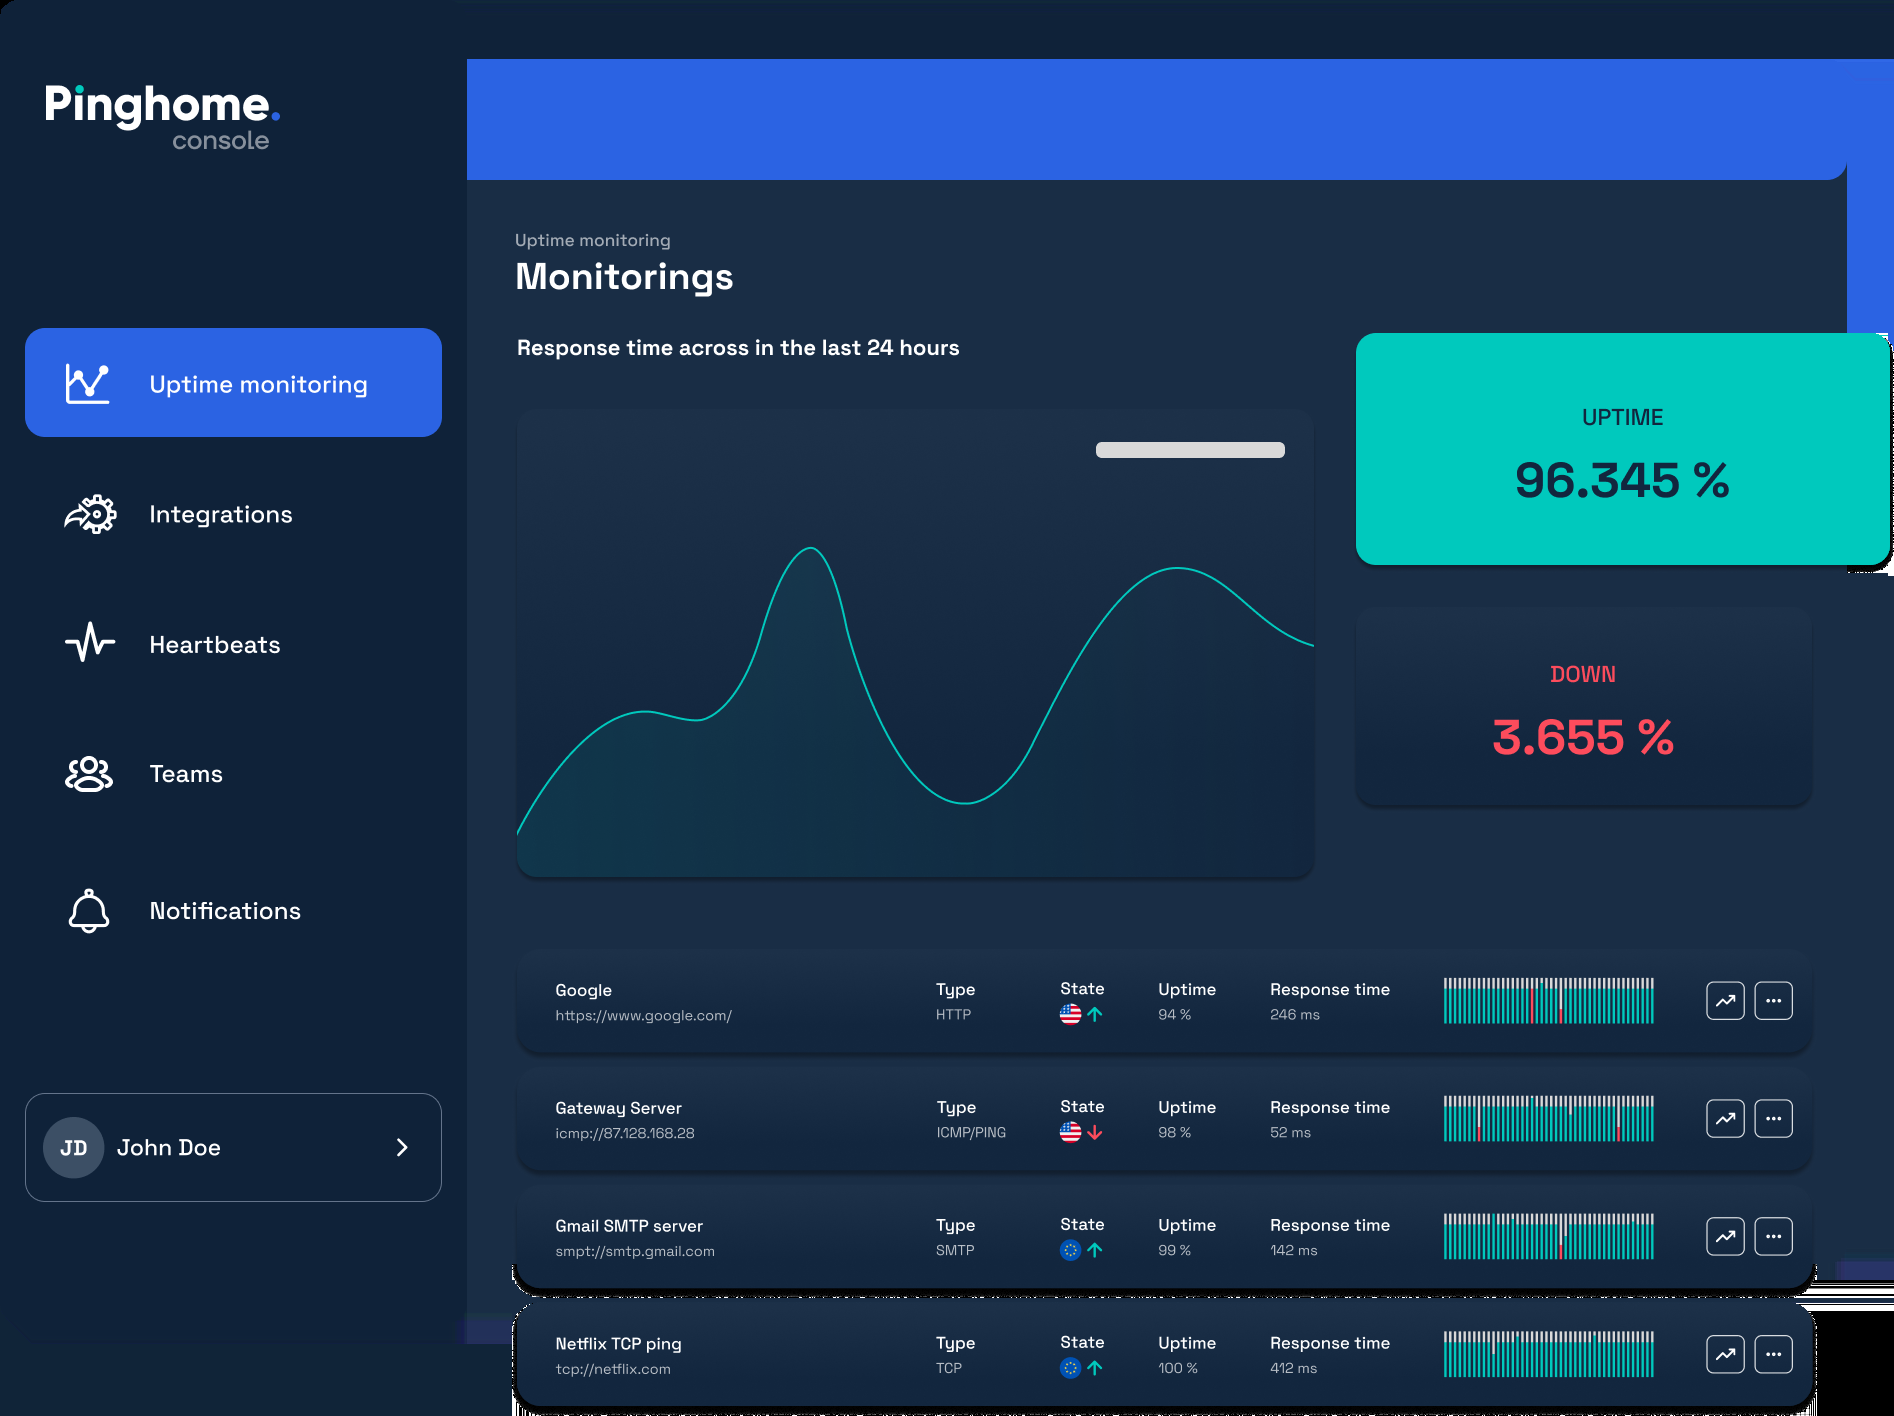 Pinghome.
console
Uptime monitoring
Integrations
Heartbeats
Teams
Notifications
JD John Doe
Uptime monitoring
Monitorings
Response time across in the last 24 hours
UPTIME
96.345 %
DOWN
3.655 %
Google Type State Uptime Response time
https://www.google.com/ HTTP 94 % 246 ms
Gateway Server Type State Uptime Response time
icmp://87.128.168.28 ICMP/PING 98 % 52 ms
Gmail SMTP server Type State Uptime Response time
smpt://smtp.gmail.com SMTP 99 % 142 ms
Netflix TCP ping Type State Uptime Response time
tcp://netflix.com TCP 100 % 412 ms